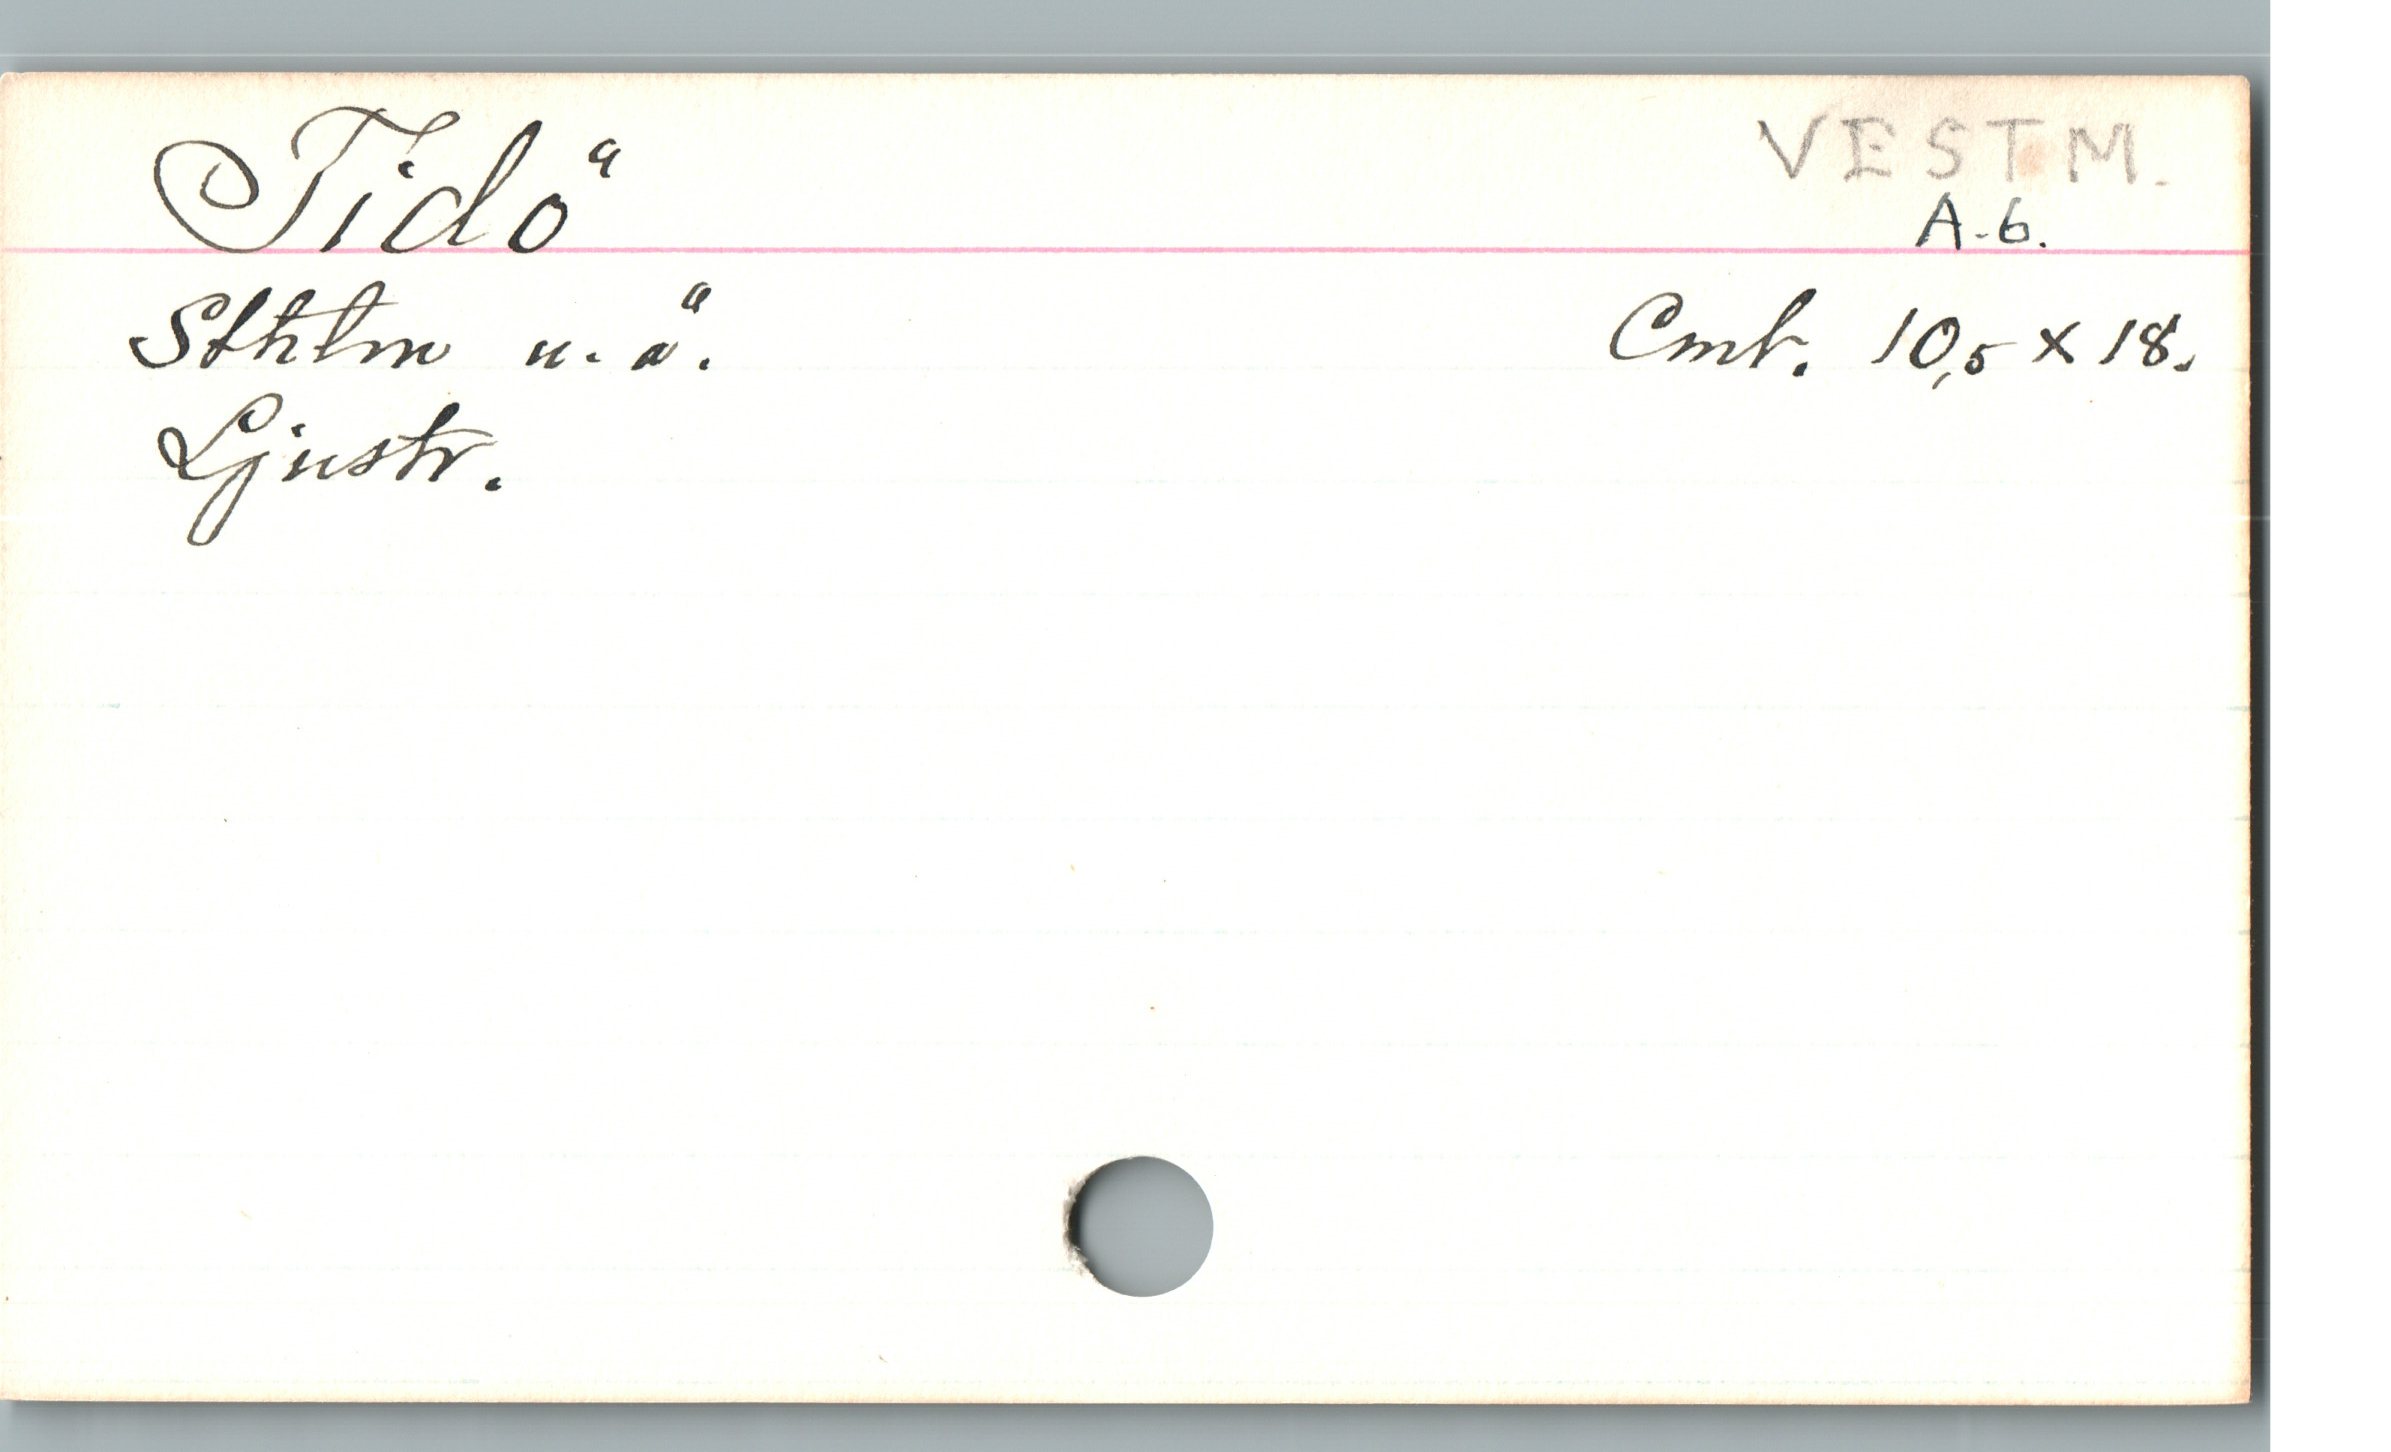 Tidö
VESTM.
A-6.
Sthlm u. ä.
Cmt. 10,5 x 18.
Ljustr.